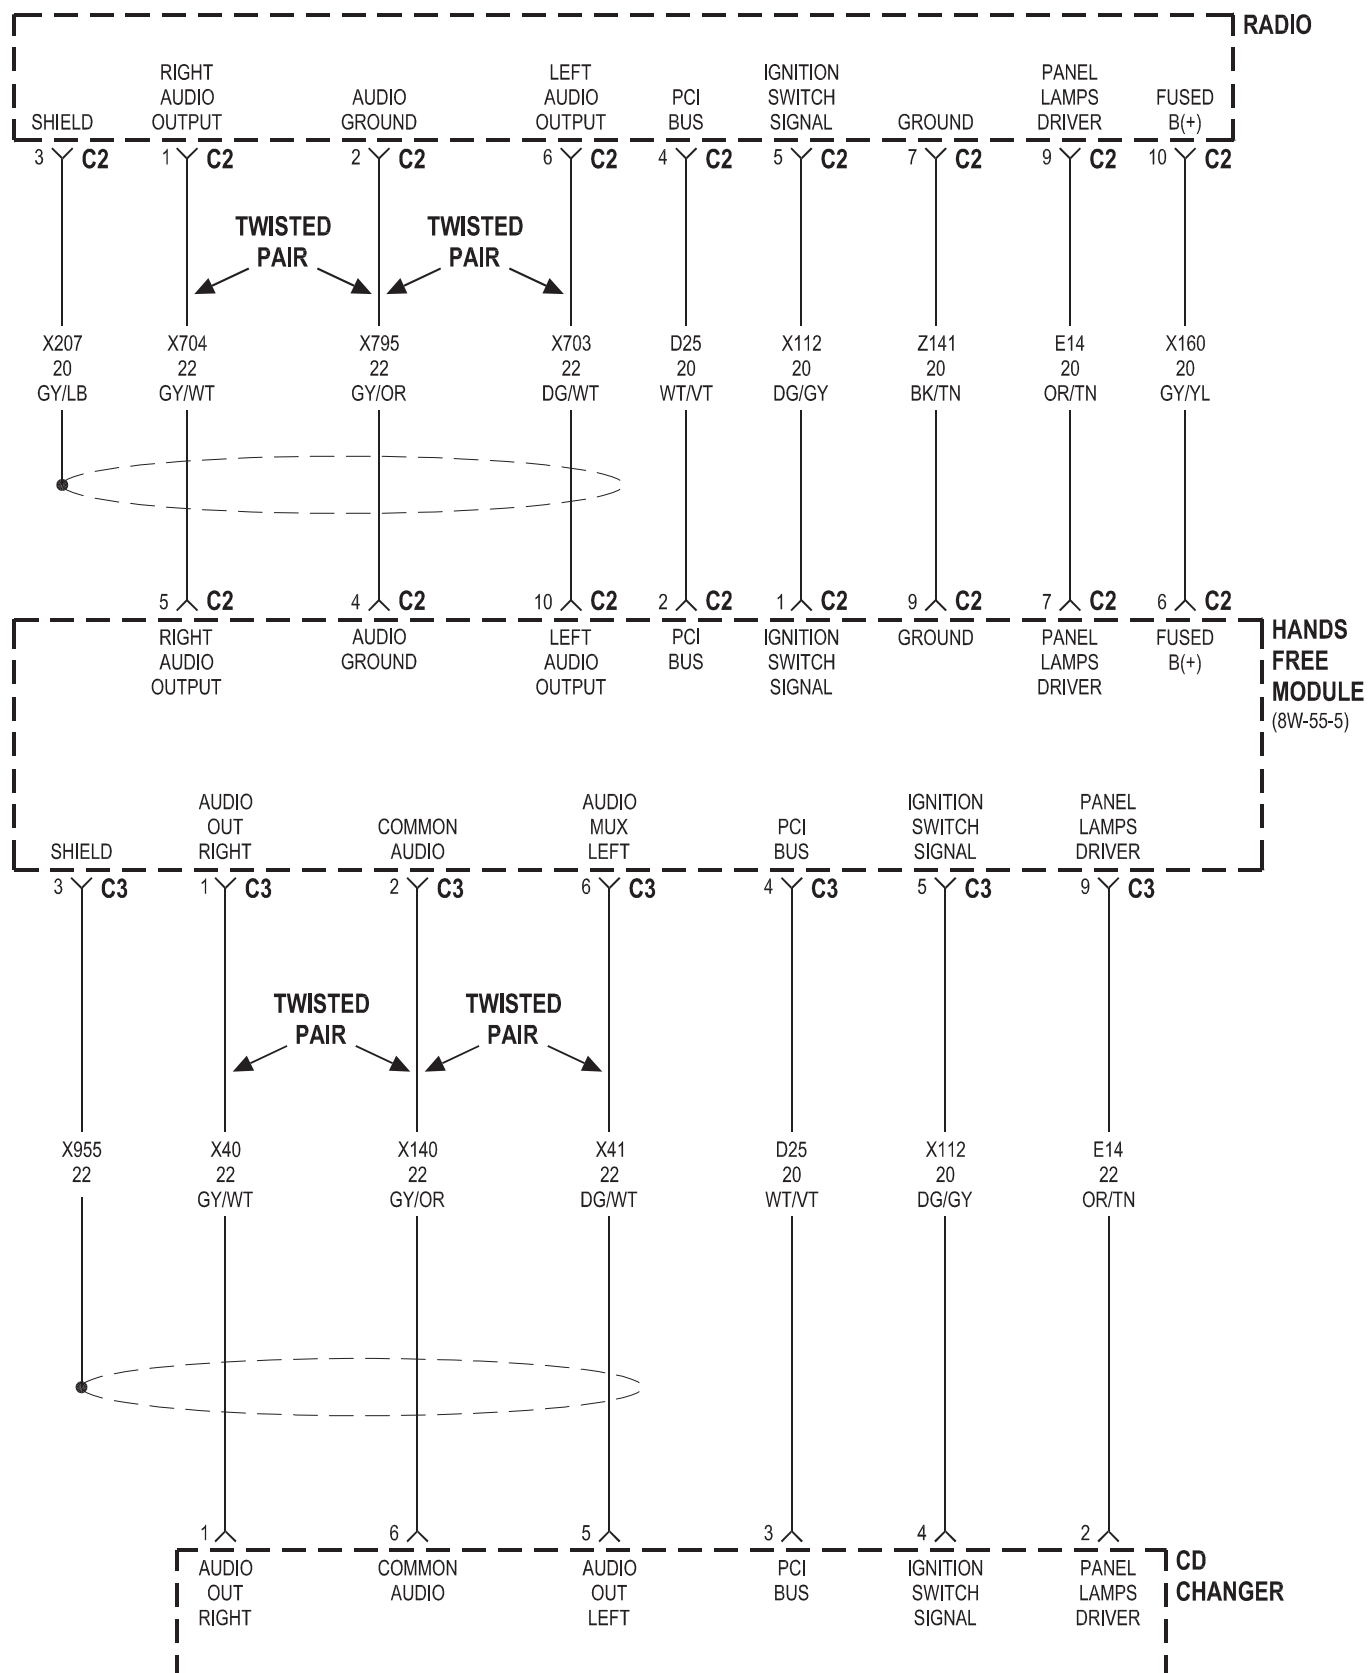 RADIO
RIGHT LEFT IGNITION PANEL
AUDIO AUDIO AUDIO PCI SWITCH LAMPS FUSED
SHIELD OUTPUT GROUND OUTPUT BUS SIGNAL GROUND DRIVER B(+)
3 C2 1 C2 2 C2 6 C2 4 C2 5 C2 7 C2 9 C2 10 C2
TWISTED TWISTED
PAIR PAIR
X207 X704 X795 X703 D25 X112 Z141 E14 X160
20 22 22 22 20 20 20 20 20
GY/LB GY/WT GY/OR DG/WT WT/VT DG/GY BK/TN OR/TN GY/YL
5 C2 4 C2 10 C2 2 C2 1 C2 9 C2 7 C2 6 C2
RIGHT AUDIO LEFT PCI IGNITION GROUND PANEL FUSED HANDS
AUDIO GROUND AUDIO BUS SWITCH LAMPS B(+) FREE
OUTPUT OUTPUT SIGNAL DRIVER MODULE
(8W-55-5)
AUDIO AUDIO IGNITION PANEL
OUT COMMON MUX PCI SWITCH LAMPS
SHIELD RIGHT AUDIO LEFT BUS SIGNAL DRIVER
3 C3 1 C3 2 C3 6 C3 4 C3 5 C3 9 C3
TWISTED TWISTED
PAIR PAIR
X955 X40 X140 X41 D25 X112 E14
22 22 22 22 20 20 22
GY/WT GY/OR DG/WT WT/VT DG/GY OR/TN
1 6 5 3 4 2
AUDIO COMMON AUDIO PCI IGNITION PANEL CD
OUT AUDIO OUT BUS SWITCH LAMPS CHANGER
RIGHT LEFT SIGNAL DRIVER